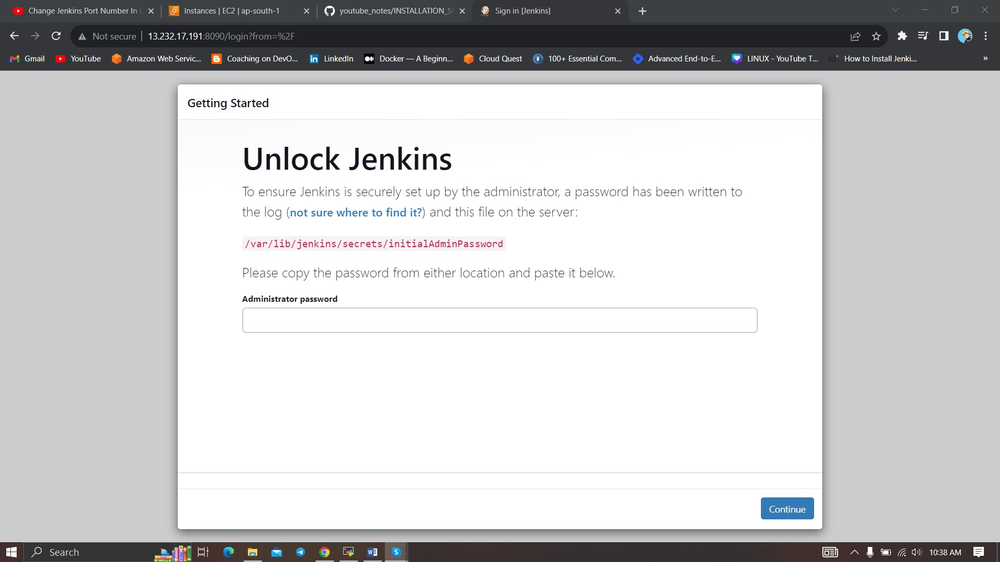 Change Jenkins Port Number In
Instances | EC2 | ap-south-1
youtube_notes/INSTALLATION_S
Sign in [Jenkins]
Not secure
13.232.17.191:8090/login?from=%2F
Gmail
YouTube
Amazon Web Servic...
Coaching on DevO...
LinkedIn
Docker — A Beginn...
Cloud Quest
100+ Essential Com...
Advanced End-to-E...
LINUX - YouTube T...
How to Install Jenki...
»
Getting Started
Unlock Jenkins
To ensure Jenkins is securely set up by the administrator, a password has been written to
the log (not sure where to find it?) and this file on the server:
/var/lib/jenkins/secrets/initialAdminPassword
Please copy the password from either location and paste it below.
Administrator password
Continue
Search
10:38 AM